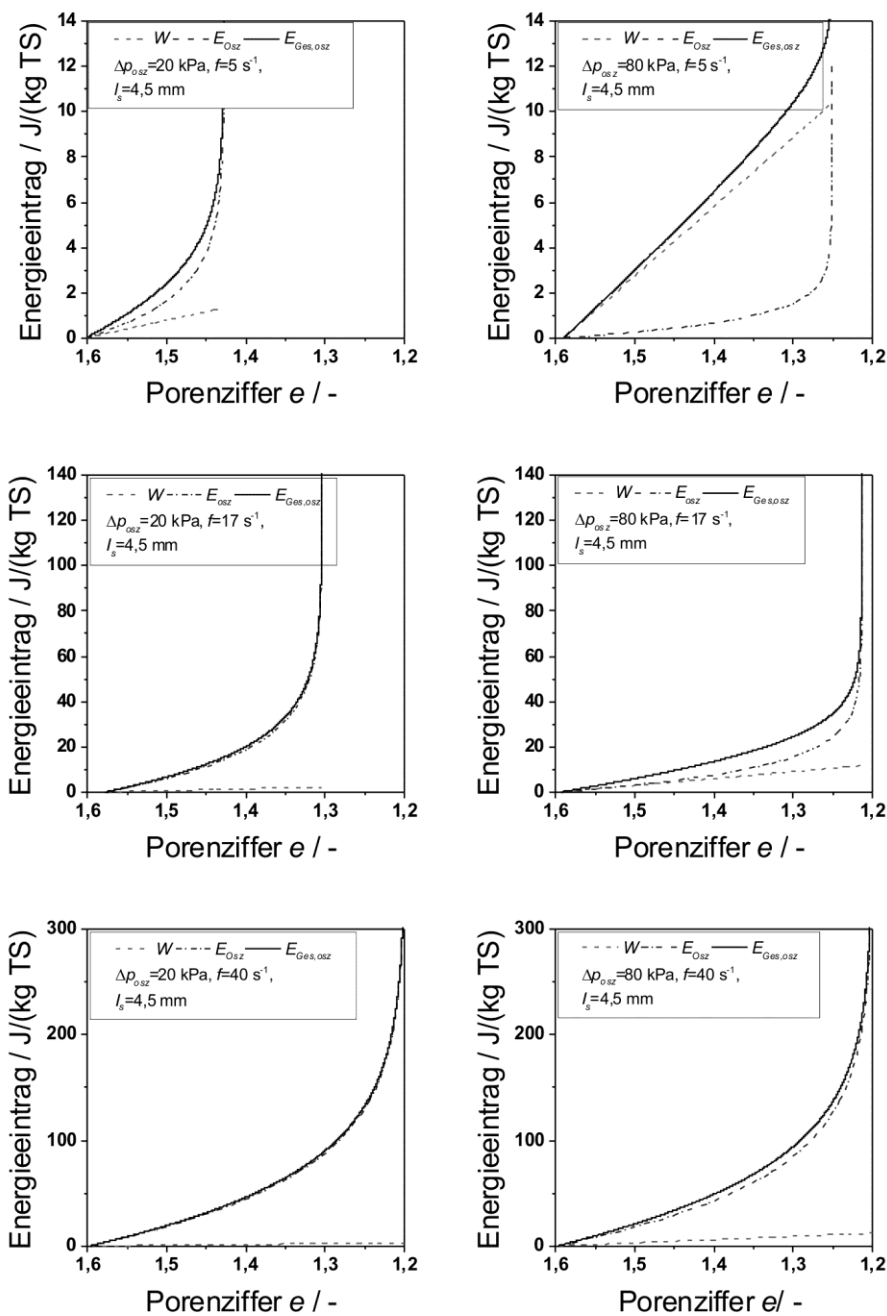 14
12
10
8
6
4
2
0
Energieeintrag / J/(kg TS)
W E_Osz E_Ges,osz
Δp_osz=20 kPa, f=5 s⁻¹,
l_s=4,5 mm
1,6 1,5 1,4 1,3 1,2
Porenziffer e / -
14
12
10
8
6
4
2
0
Energieeintrag / J/(kg TS)
W E_Osz E_Ges,osz
Δp_osz=80 kPa, f=5 s⁻¹,
l_s=4,5 mm
1,6 1,5 1,4 1,3 1,2
Porenziffer e / -
140
120
100
80
60
40
20
0
Energieeintrag / J/(kg TS)
W E_osz E_Ges,osz
Δp_osz=20 kPa, f=17 s⁻¹,
l_s=4,5 mm
1,6 1,5 1,4 1,3 1,2
Porenziffer e / -
140
120
100
80
60
40
20
0
Energieeintrag / J/(kg TS)
W E_osz E_Ges,osz
Δp_osz=80 kPa, f=17 s⁻¹,
l_s=4,5 mm
1,6 1,5 1,4 1,3 1,2
Porenziffer e / -
300
200
100
0
Energieeintrag / J/(kg TS)
W E_Osz E_Ges,osz
Δp_osz=20 kPa, f=40 s⁻¹,
l_s=4,5 mm
1,6 1,5 1,4 1,3 1,2
Porenziffer e / -
300
200
100
0
Energieeintrag / J/(kg TS)
W E_Osz E_Ges,osz
Δp_osz=80 kPa, f=40 s⁻¹,
l_s=4,5 mm
1,6 1,5 1,4 1,3 1,2
Porenziffer e/ -